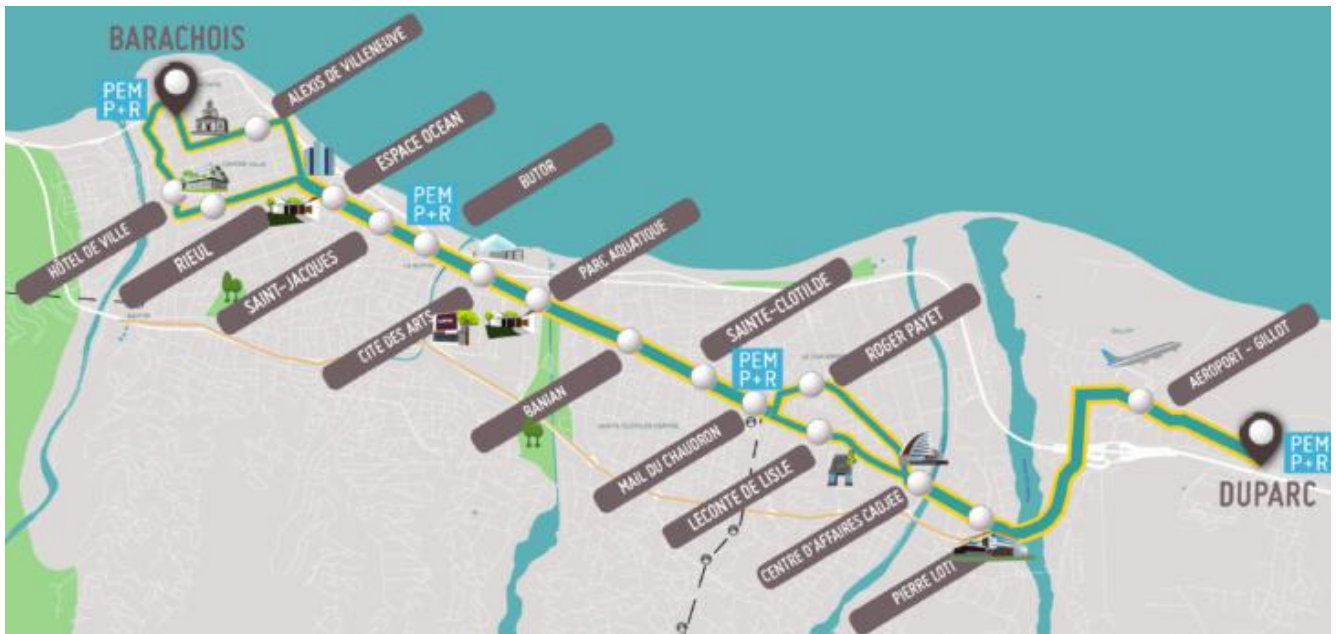 BARACHOIS
PEM
P+R
ALEXIS DE VILLENEUVE
ESPACE OCEAN
BUTOR
PEM
P+R
HÔTEL DE VILLE
RIEUL
SAINT-JACQUES
PARC AQUATIQUE
CITE DES ARTS
SAINTE-CLOTILDE
ROGER PAYET
PEM
P+R
BANIAN
MAIL DU CHAUDRON
LECONTE DE LISLE
CENTRE D'AFFAIRES CADJEE
PIERRE LOTI
AEROPORT - GILLOT
PEM
P+R
DUPARC